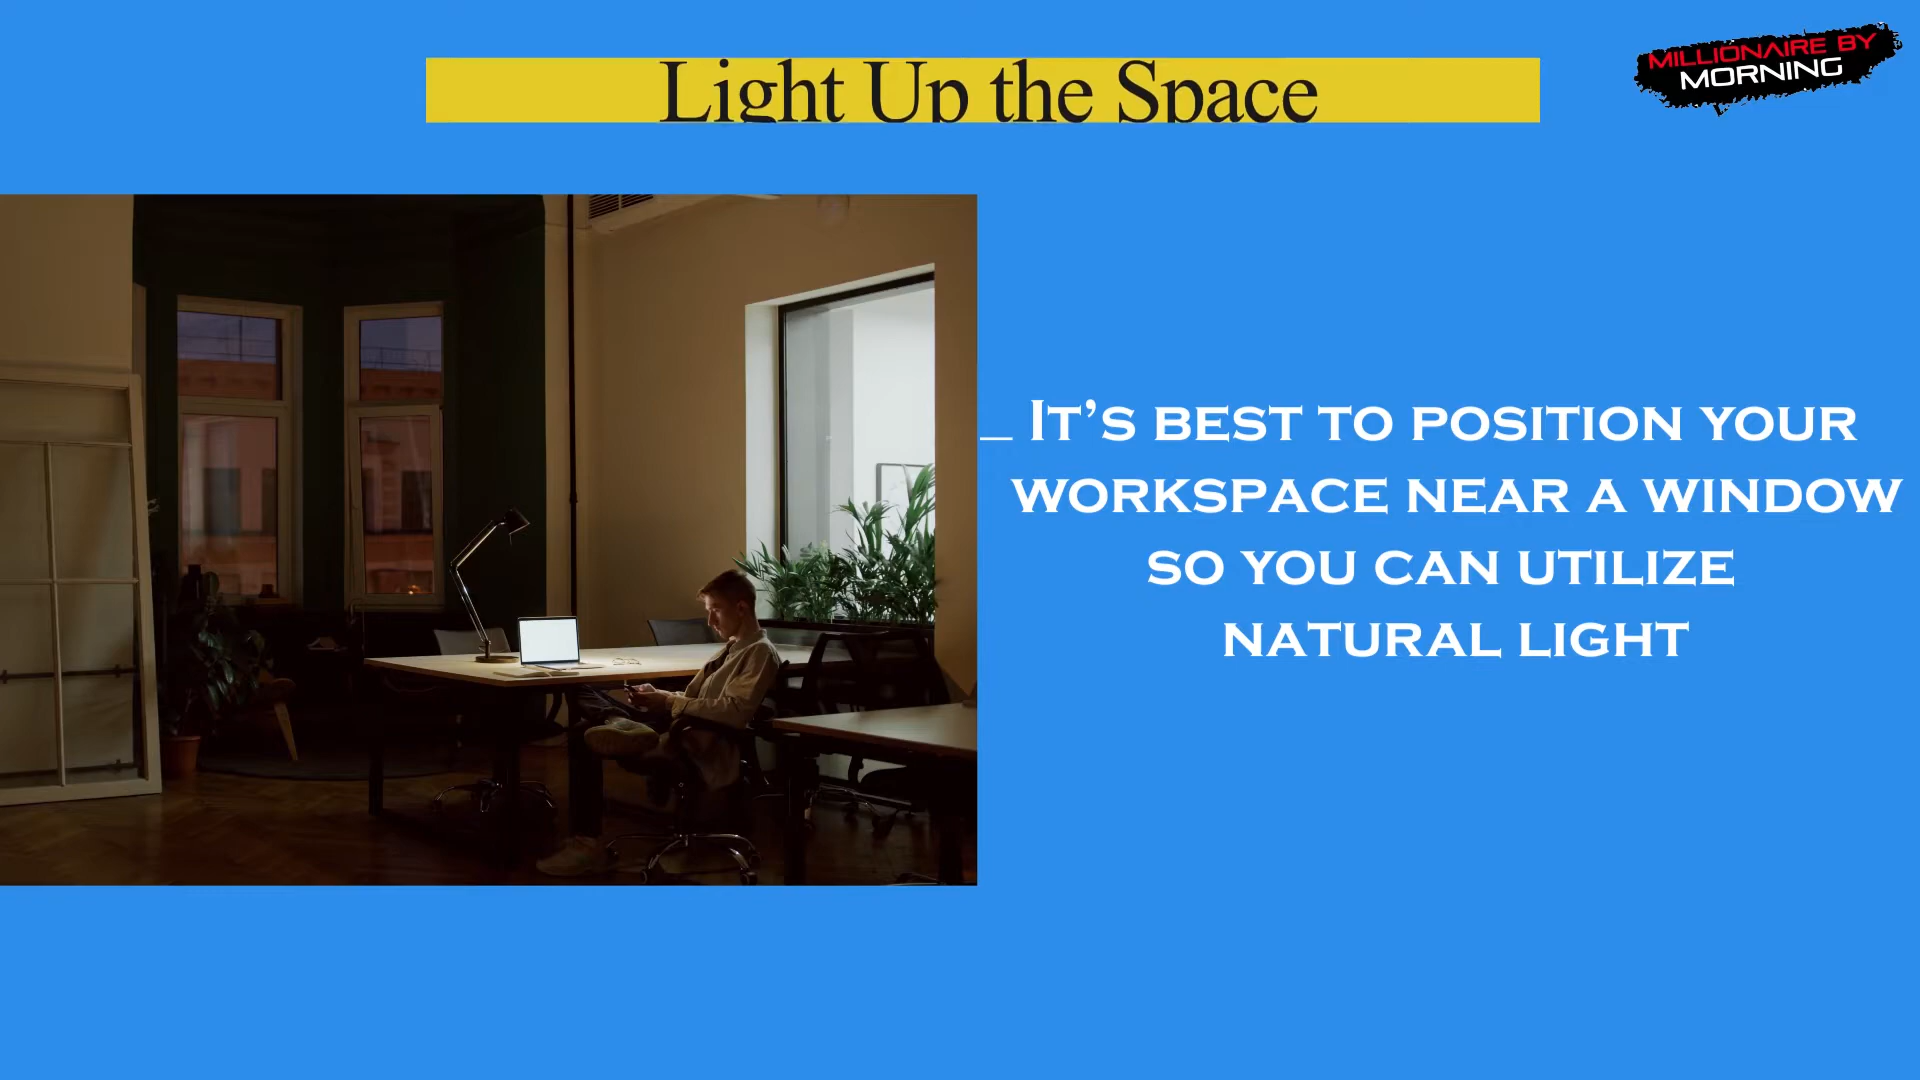 Light Up the Space
MILLIONAIRE BY
MORNING
_ It’s best to position your
workspace near a window
so you can utilize
natural light